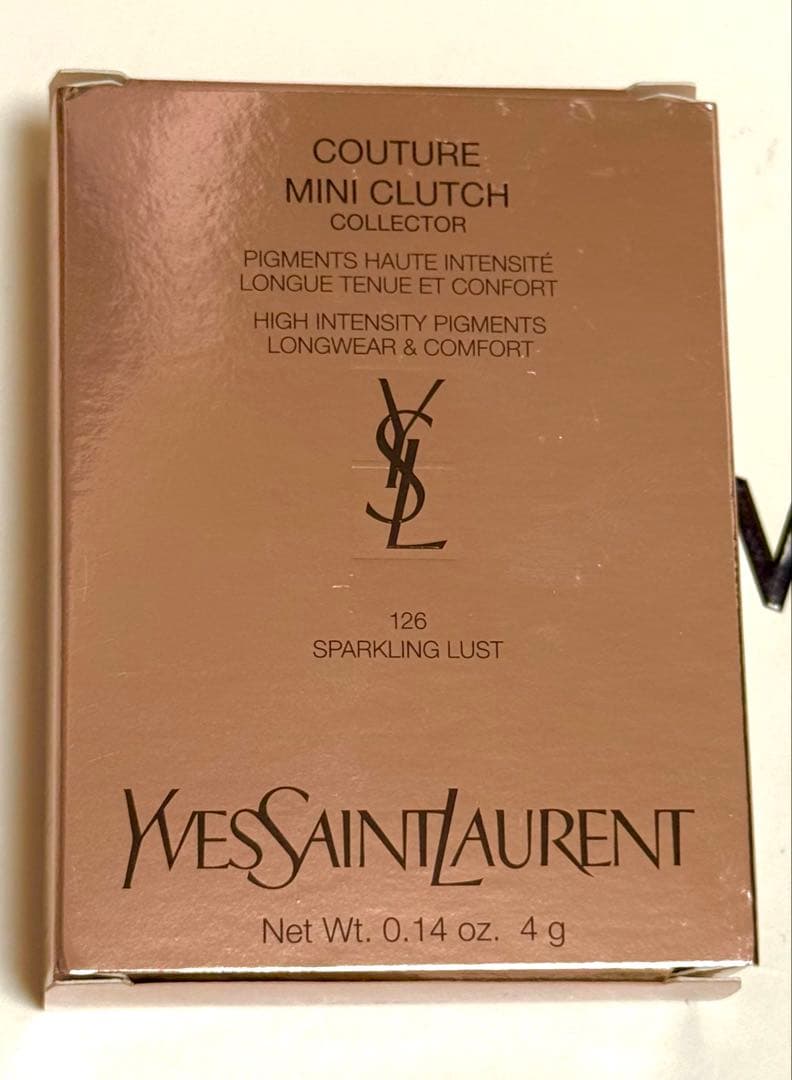 COUTURE
MINI CLUTCH
COLLECTOR
PIGMENTS HAUTE INTENSITÉ
LONGUE TENUE ET CONFORT
HIGH INTENSITY PIGMENTS
LONGWEAR & COMFORT
YSL
126
SPARKLING LUST
YVESSAINTLAURENT
Net Wt. 0.14 oz. 4 g